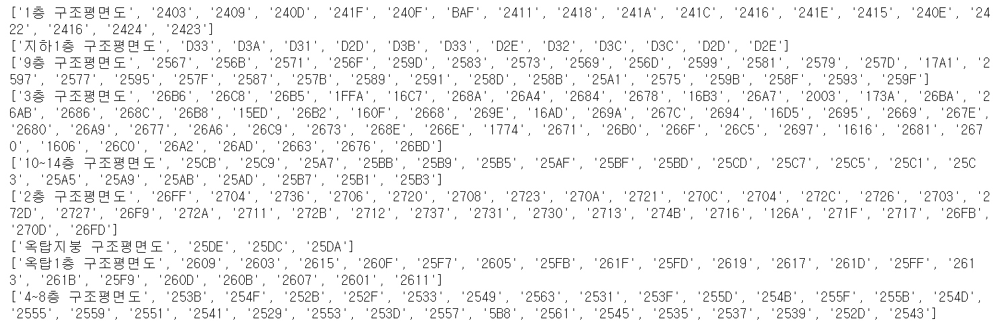 ['1층 구조평면도', '2403', '2409', '240D', '241F', '240F', 'BAF', '2411', '2418', '241A', '241C', '2416', '241E', '2415', '240E', '24
22', '2416', '2424', '2423']
['지하1층 구조평면도', 'D33', 'D3A', 'D31', 'D2D', 'D3B', 'D33', 'D2E', 'D32', 'D3C', 'D3C', 'D2D', 'D2E']
['9층 구조평면도', '2567', '256B', '2571', '256F', '259D', '2583', '2573', '2569', '256D', '2599', '2581', '2579', '257D', '17A1', '2
597', '2577', '2595', '257F', '2587', '257B', '2589', '2591', '258D', '258B', '25A1', '2575', '259B', '258F', '2593', '259F']
['3층 구조평면도', '26B6', '26C8', '26B5', '1FFA', '16C7', '268A', '26A4', '2684', '2678', '16B3', '26A7', '2003', '173A', '26BA', '2
6AB', '2686', '268C', '26B8', '15ED', '26B2', '160F', '2668', '269E', '16AD', '269A', '267C', '2694', '16D5', '2695', '2669', '267E',
'2680', '26A9', '2677', '26A6', '26C9', '2673', '268E', '266E', '1774', '2671', '26B0', '266F', '26C5', '2697', '1616', '2681', '267
0', '1606', '26C0', '26A2', '26AD', '2663', '2676', '26BD']
['10~14층 구조평면도', '25CB', '25C9', '25A7', '25BB', '25B9', '25B5', '25AF', '25BF', '25BD', '25CD', '25C7', '25C5', '25C1', '25C
3', '25A5', '25A9', '25AB', '25AD', '25B7', '25B1', '25B3']
['2층 구조평면도', '26FF', '2704', '2736', '2706', '2720', '2708', '2723', '270A', '2721', '270C', '2704', '272C', '2726', '2703', '2
72D', '2727', '26F9', '272A', '2711', '272B', '2712', '2737', '2731', '2730', '2713', '274B', '2716', '126A', '271F', '2717', '26FB',
'270D', '26FD']
['옥탑지붕 구조평면도', '25DE', '25DC', '25DA']
['옥탑1층 구조평면도', '2609', '2603', '2615', '260F', '25F7', '2605', '25FB', '261F', '25FD', '2619', '2617', '261D', '25FF', '261
3', '261B', '25F9', '260D', '260B', '2607', '2601', '2611']
['4~8층 구조평면도', '253B', '254F', '252B', '252F', '2533', '2549', '2563', '2531', '253F', '255D', '254B', '255F', '255B', '254D',
'2555', '2559', '2551', '2541', '2529', '2553', '253D', '2557', '5B8', '2561', '2545', '2535', '2537', '2539', '252D', '2543']